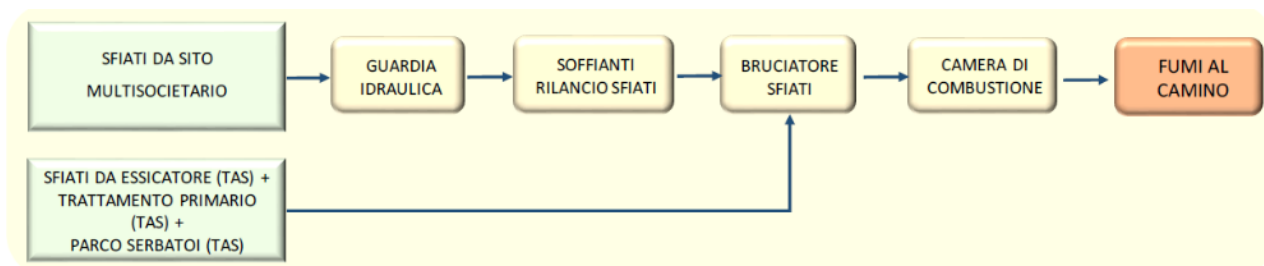 SFIATI DA SITO
MULTISOCIETARIO
GUARDIA
IDRAULICA
SOFFIANTI
RILANCIO SFIATI
BRUCIATORE
SFIATI
CAMERA DI
COMBUSTIONE
FUMI AL
CAMINO
SFIATI DA ESSICATORE (TAS) +
TRATTAMENTO PRIMARIO
(TAS) +
PARCO SERBATOI (TAS)